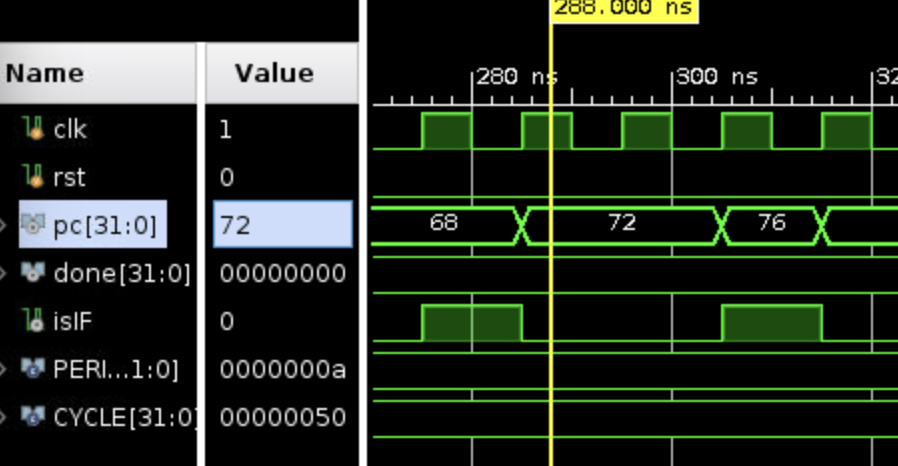 288.000 ns
Name Value 280 ns 300 ns 32
clk 1
rst 0
pc[31:0] 72 68 72 76
done[31:0] 00000000
isIF 0
PERI...1:0] 0000000a
CYCLE[31:0] 00000050